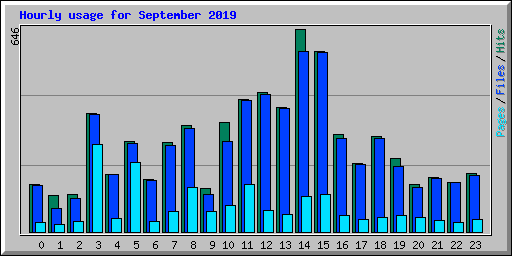 Hourly usage for September 2019
646
Pages/Files/Hits
0 1 2 3 4 5 6 7 8 9 10 11 12 13 14 15 16 17 18 19 20 21 22 23